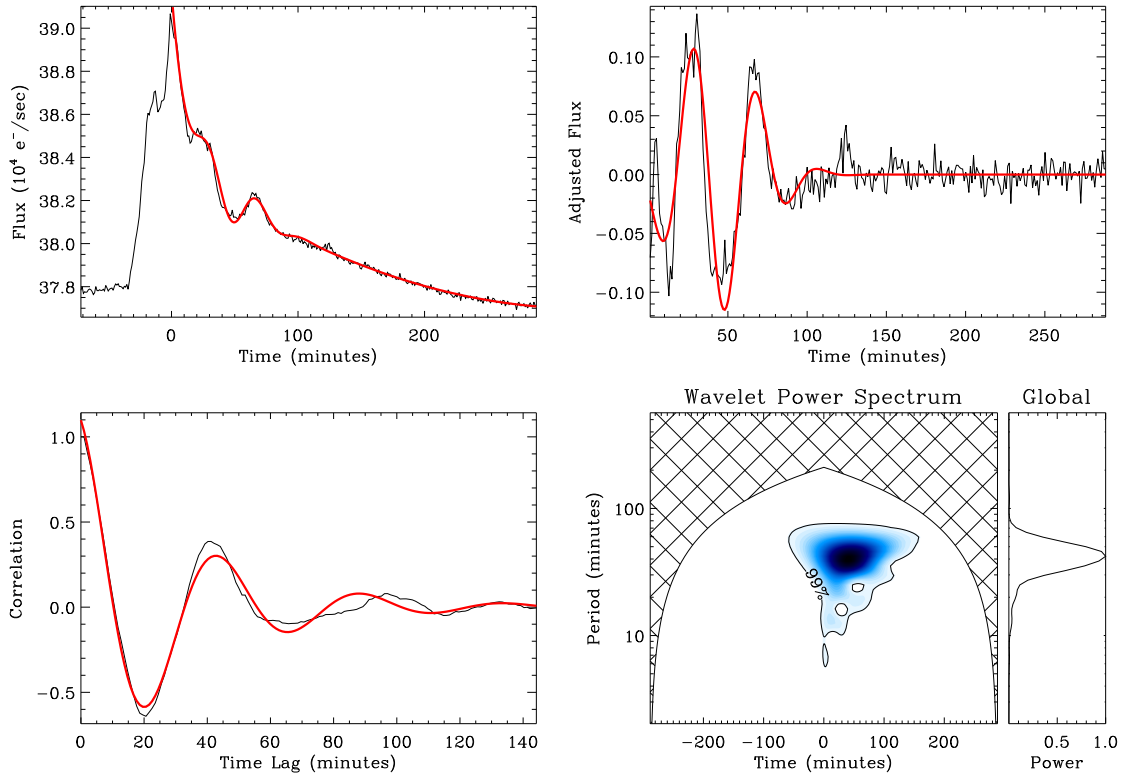 39.0
38.8
38.6
38.4
38.2
38.0
37.8
Flux (10⁴ e⁻/sec)
0 100 200
Time (minutes)
0.10
0.05
0.00
−0.05
−0.10
Adjusted Flux
50 100 150 200 250
Time (minutes)
1.0
0.5
0.0
−0.5
Correlation
0 20 40 60 80 100 120 140
Time Lag (minutes)
Wavelet Power Spectrum
100
10
Period (minutes)
99%
−200 −100 0 100 200
Time (minutes)
Global
0.5 1.0
Power